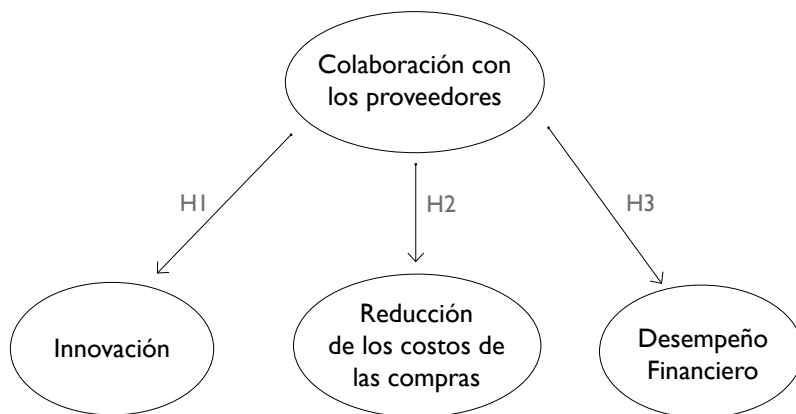 Colaboración con
los proveedores
H1
H2
H3
Innovación
Reducción
de los costos de
las compras
Desempeño
Financiero